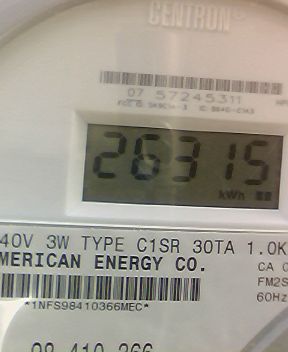 CENTRON®
07 57245311
26315
kWh
40V 3W TYPE C1SR 30TA 1.0K
MERICAN ENERGY CO.
CA 0
FM2S
60Hz
*1NFS98410366MEC*
98 410 366